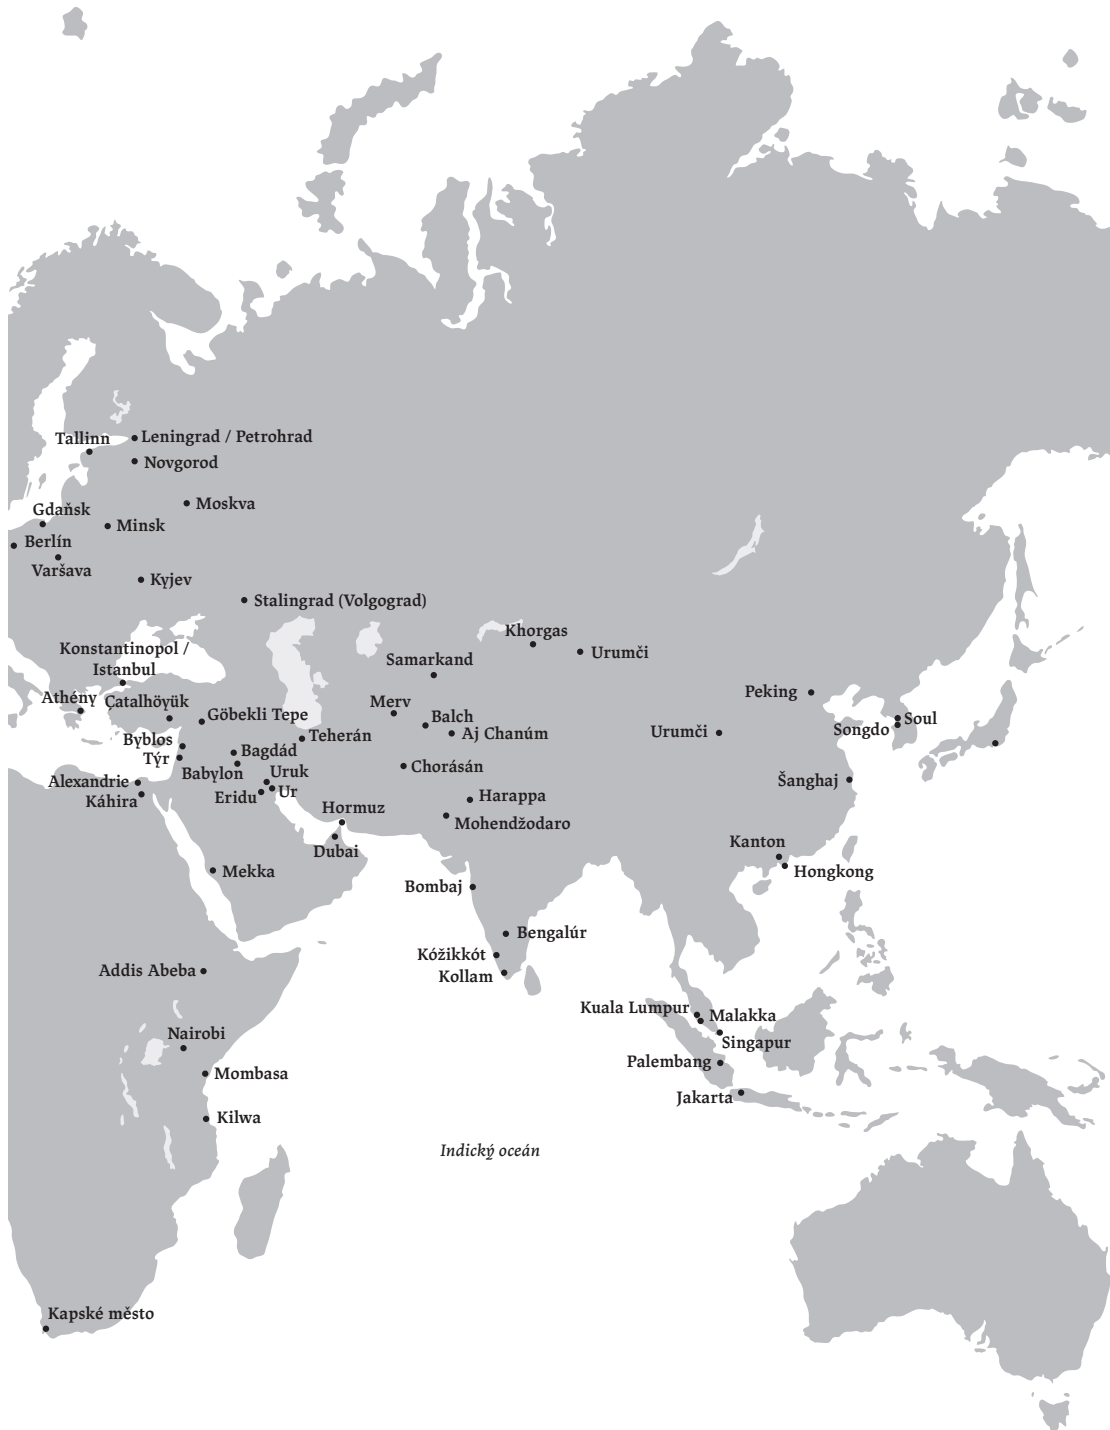 Tallinn
Leningrad / Petrohrad
Novgorod
Moskva
Gdaňsk
Minsk
Berlín
Varšava
Kyjev
Stalingrad (Volgograd)
Khorgas
Konstantinopol /
Istanbul
Samarkand
Urumči
Athény
Çatalhöyük
Merv
Peking
Göbekli Tepe
Balch
Soul
Byblos
Teherán
Aj Chanúm
Urumči
Songdo
Týr
Bagdád
Babylon
Uruk
Chorásán
Alexandrie
Šanghaj
Káhira
Eridu
Ur
Harappa
Hormuz
Mohendžodaro
Dubai
Kanton
Mekka
Hongkong
Bombaj
Bengalúr
Kóžikkót
Addis Abeba
Kollam
Kuala Lumpur
Malakka
Nairobi
Singapur
Palembang
Mombasa
Jakarta
Kilwa
Indický oceán
Kapské město